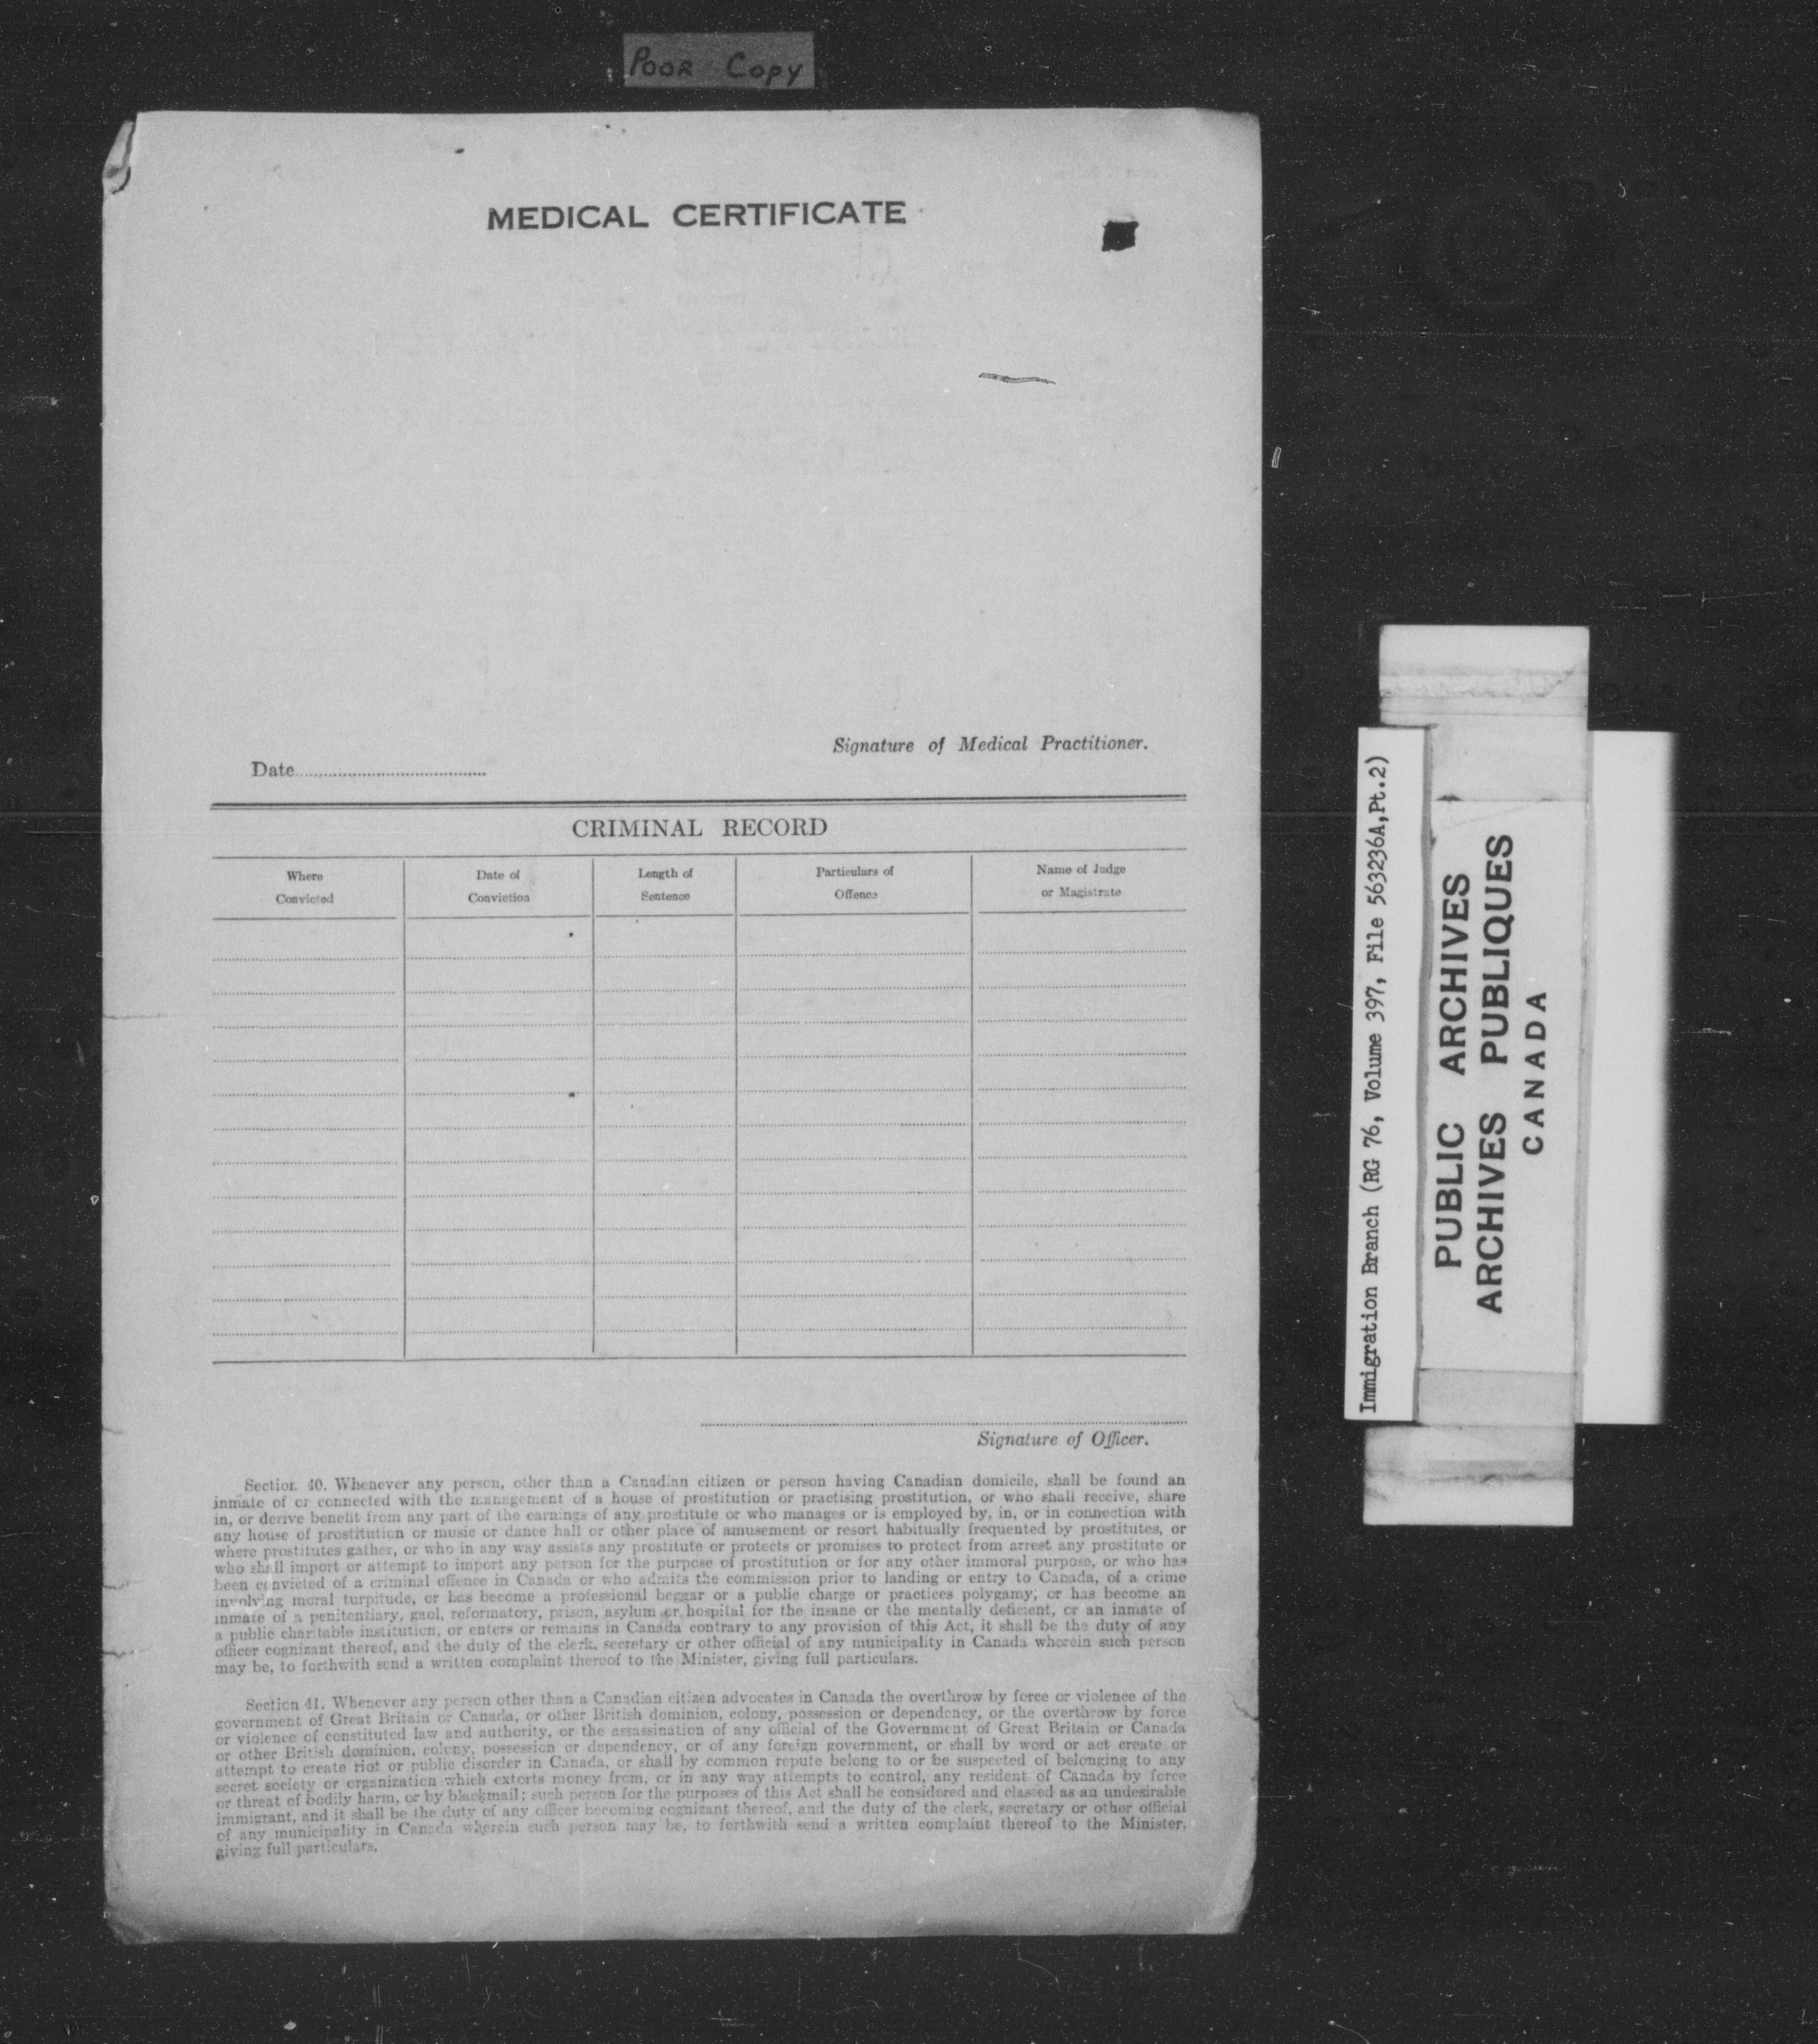 POOR COPY
MEDICAL CERTIFICATE
Signature of Medical Practitioner.
Date
CRIMINAL RECORD
Where Convicted
Date of Conviction
Length of Sentence
Particulars of Offence
Name of Judge or Magistrate
Signature of Officer.
Section 40. Whenever any person, other than a Canadian citizen or person having Canadian domicile, shall be found an
inmate of or connected with the management of a house of prostitution or practising prostitution, or who shall receive, share
in, or derive benefit from any part of the earnings of any prostitute or who manages or is employed by, in, or in connection with
any house of prostitution or music or dance hall or other place of amusement or resort habitually frequented by prostitutes, or
where prostitutes gather, or who in any way assists any prostitute or protects or promises to protect from arrest any prostitute or
who shall import or attempt to import any person for the purpose of prostitution or for any other immoral purpose, or who has
been convicted of a criminal offence in Canada or who admits the commission prior to landing or entry to Canada, of a crime
involving moral turpitude, or has become a professional beggar or a public charge or practices polygamy; or has become an
inmate of a penitentiary, gaol, reformatory, prison, asylum or hospital for the insane or the mentally deficient, or an inmate of
a public charitable institution, or enters or remains in Canada contrary to any provision of this Act, it shall be the duty of any
officer cognizant thereof, and the duty of the clerk, secretary or other official of any municipality in Canada wherein such person
may be, to forthwith send a written complaint thereof to the Minister, giving full particulars.
Section 41. Whenever any person other than a Canadian citizen advocates in Canada the overthrow by force or violence of the
government of Great Britain or Canada, or other British dominion, colony, possession or dependency, or the overthrow by force
or violence of constituted law and authority, or the assassination of any official of the Government of Great Britain or Canada
or other British dominion, colony, possession or dependency, or of any foreign government, or shall by word or act create or
attempt to create riot or public disorder in Canada, or shall by common repute belong to or be suspected of belonging to any
secret society or organization which extorts money from, or in any way attempts to control, any resident of Canada by force
or threat of bodily harm, or by blackmail; such person for the purposes of this Act shall be considered and classed as an undesirable
immigrant, and it shall be the duty of any officer becoming cognizant thereof, and the duty of the clerk, secretary or other official
of any municipality in Canada wherein such person may be, to forthwith send a written complaint thereof to the Minister,
giving full particulars.
Immigration Branch (RG 76, Volume 397, File 563236A,Pt.2)
PUBLIC ARCHIVES
ARCHIVES PUBLIQUES
CANADA